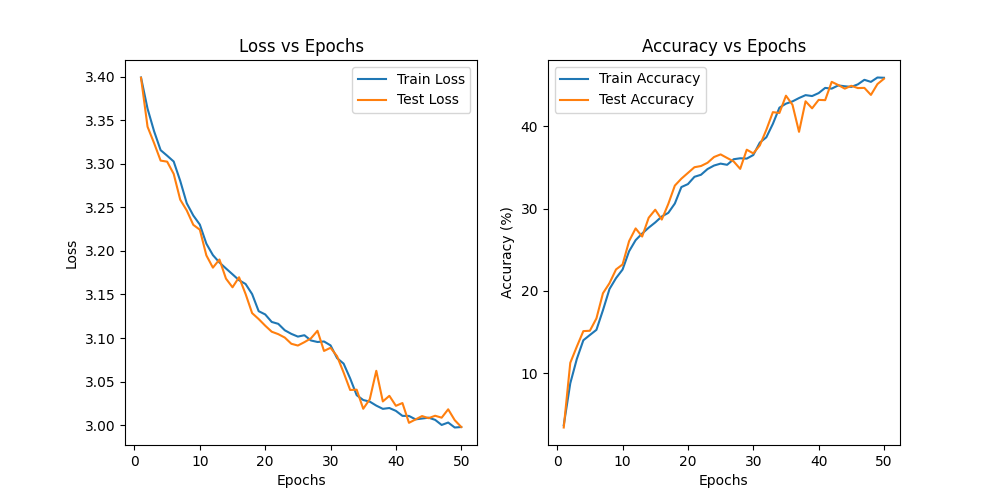 Loss vs Epochs
Train Loss
Test Loss
3.40
3.35
3.30
3.25
3.20
3.15
3.10
3.05
3.00
Loss
0 10 20 30 40 50
Epochs
Accuracy vs Epochs
Train Accuracy
Test Accuracy
40
30
20
10
Accuracy (%)
0 10 20 30 40 50
Epochs